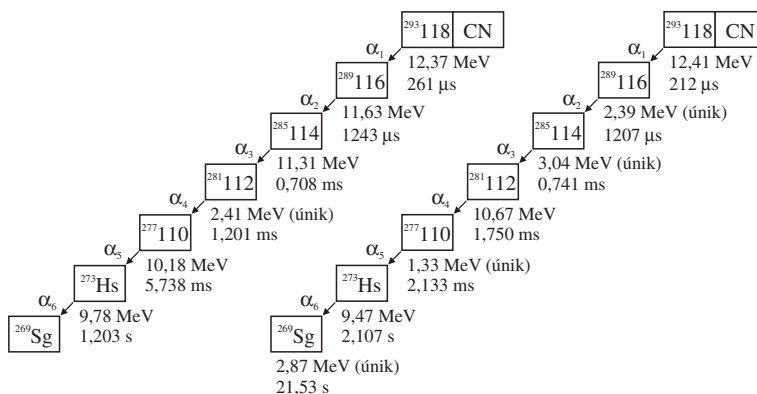 ²⁹³118 CN
α₁
12,37 MeV
261 μs
²⁸⁹116
α₂
11,63 MeV
1243 μs
²⁸⁵114
α₃
11,31 MeV
0,708 ms
²⁸¹112
α₄
2,41 MeV (únik)
1,201 ms
²⁷⁷110
α₅
10,18 MeV
5,738 ms
²⁷³Hs
α₆
9,78 MeV
1,203 s
²⁶⁹Sg
²⁹³118 CN
α₁
12,41 MeV
212 μs
²⁸⁹116
α₂
2,39 MeV (únik)
1207 μs
²⁸⁵114
α₃
3,04 MeV (únik)
0,741 ms
²⁸¹112
α₄
10,67 MeV
1,750 ms
²⁷⁷110
α₅
1,33 MeV (únik)
2,133 ms
²⁷³Hs
α₆
9,47 MeV
2,107 s
²⁶⁹Sg
2,87 MeV (únik)
21,53 s